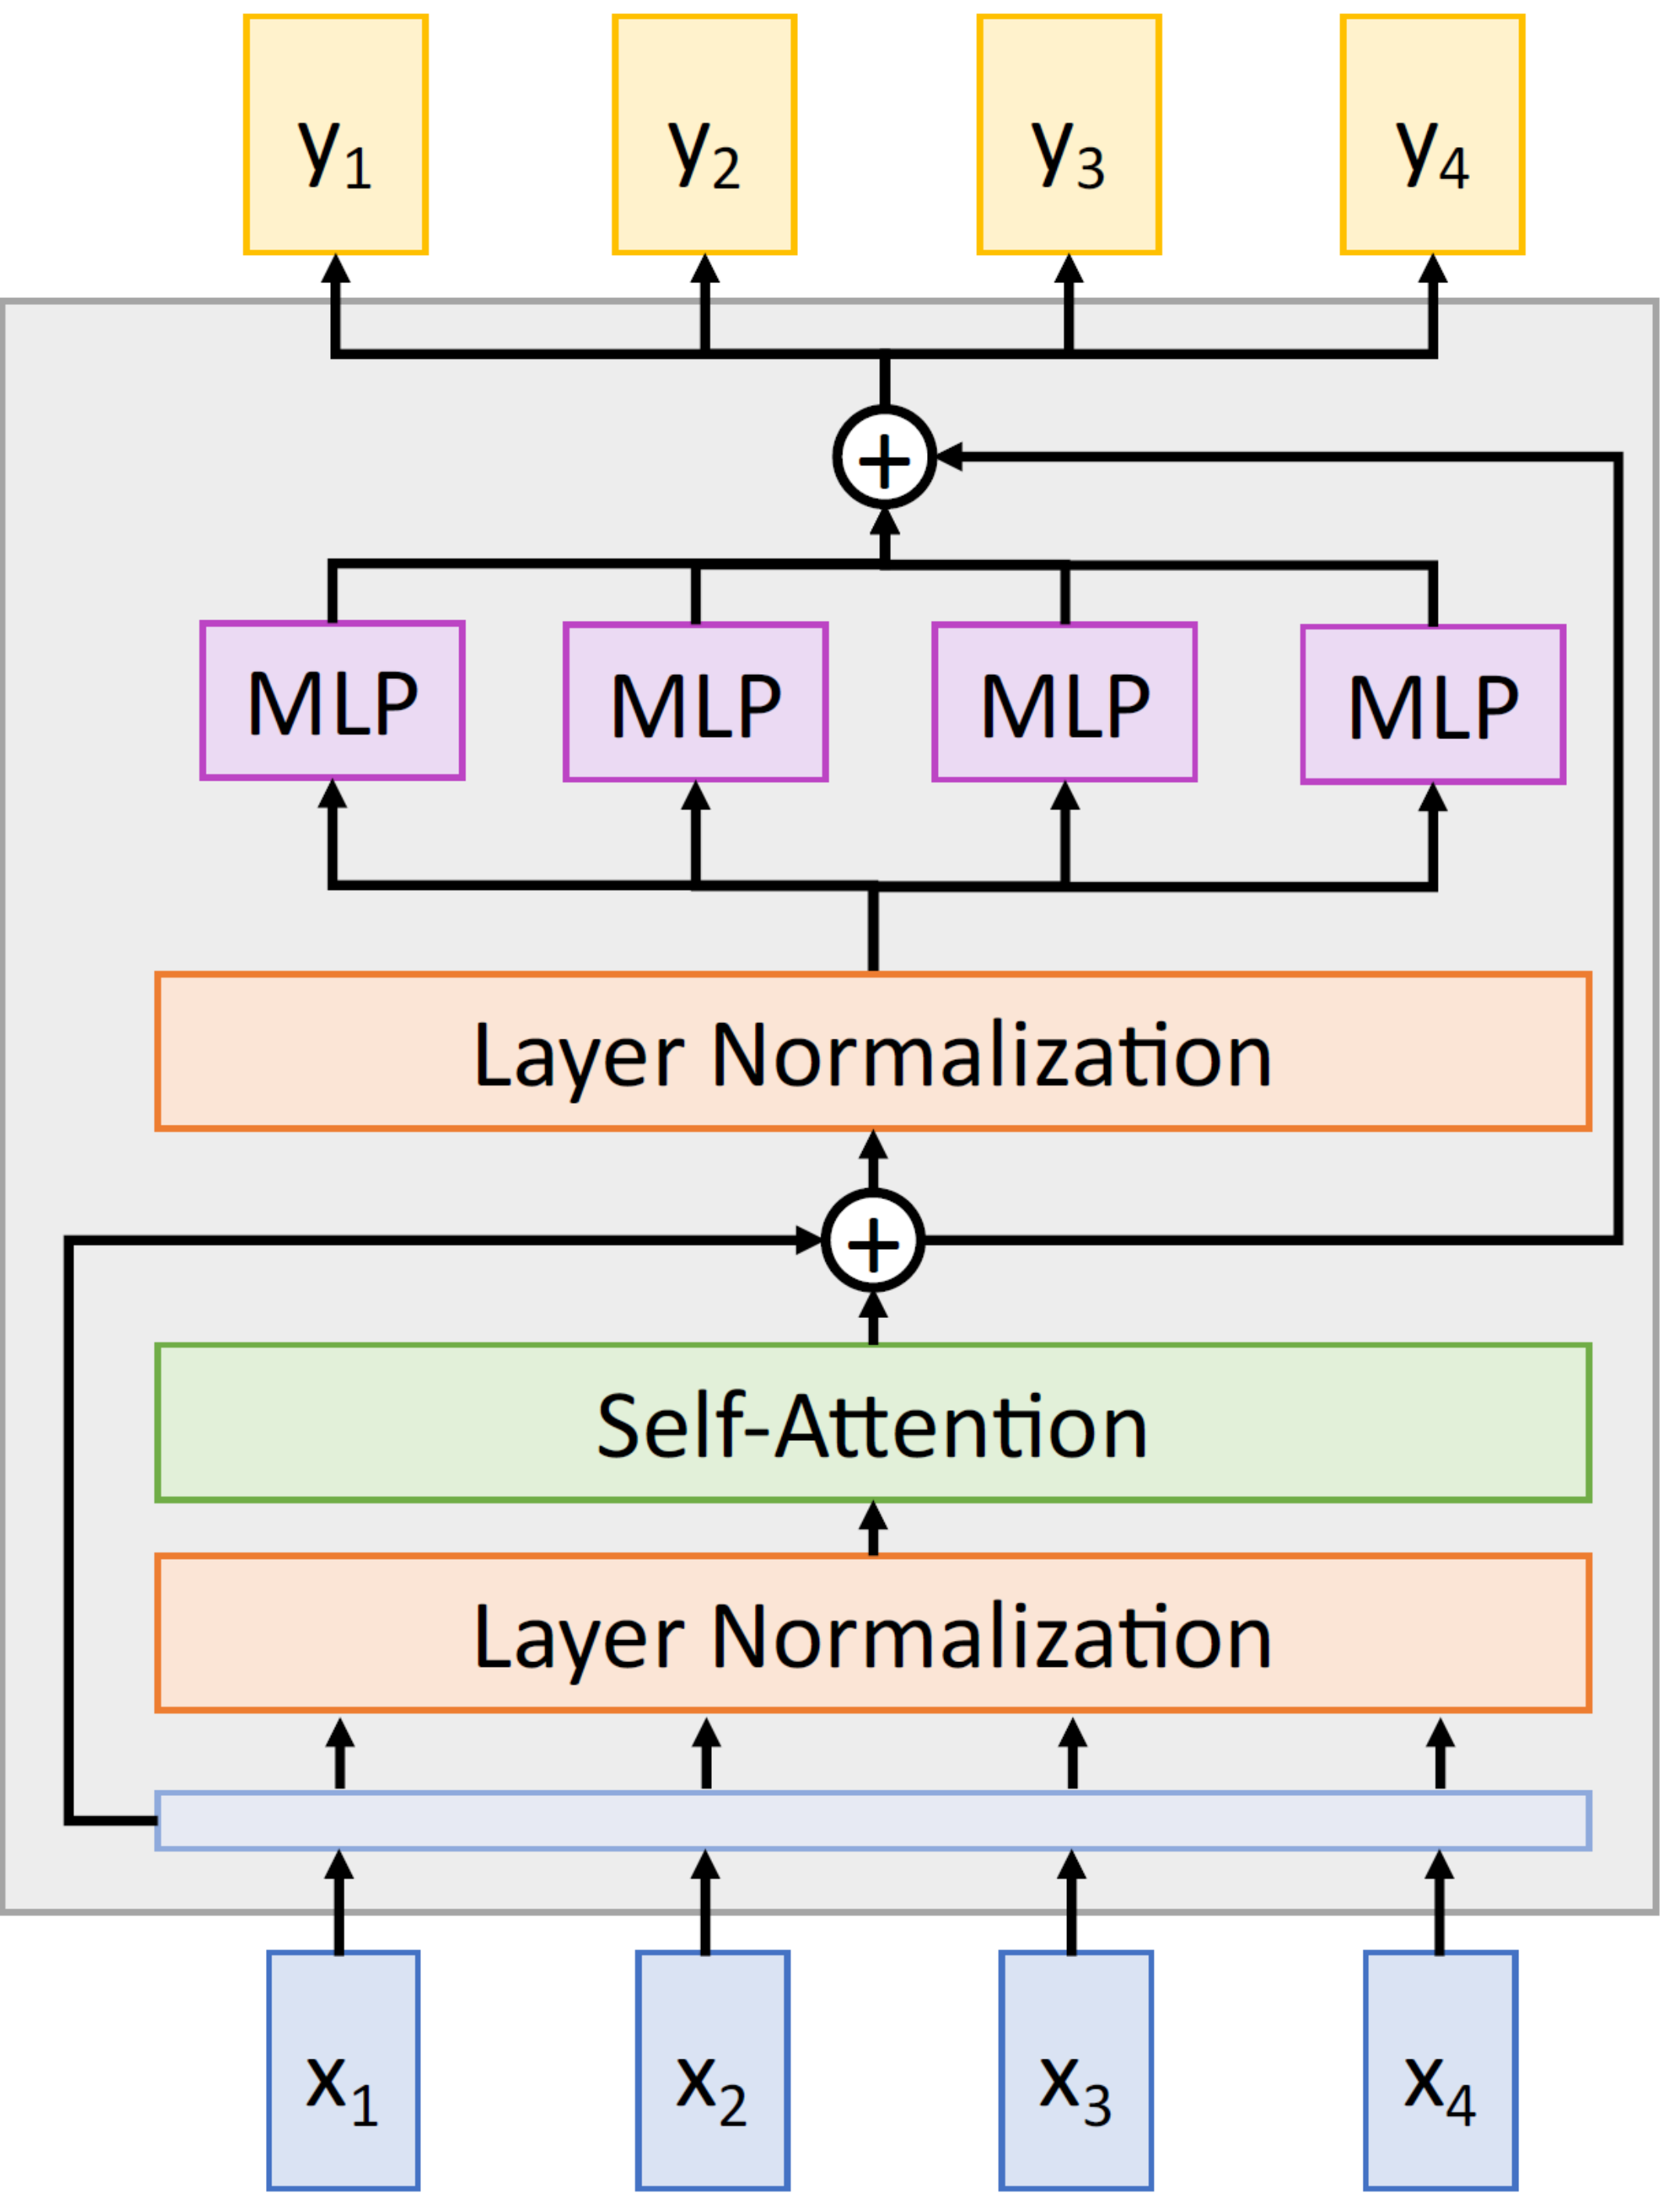 y₁ y₂ y₃ y₄
+
MLP MLP MLP MLP
Layer Normalization
+
Self-Attention
Layer Normalization
x₁ x₂ x₃ x₄